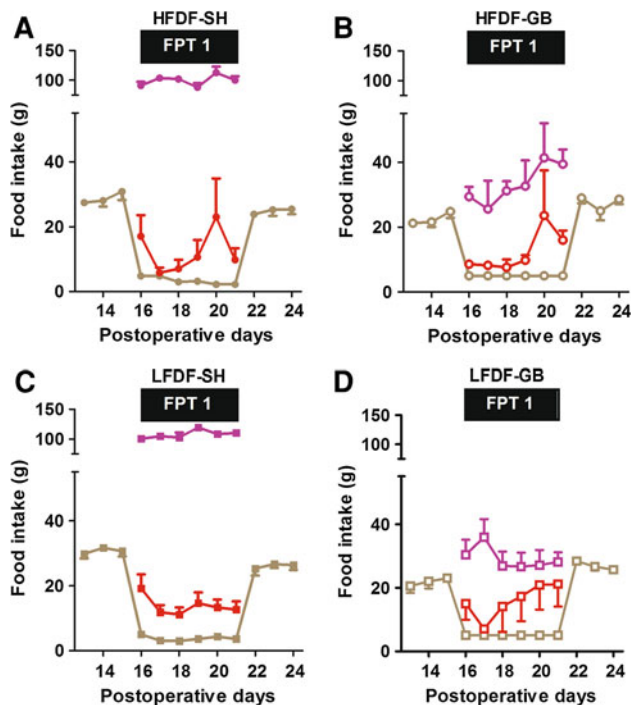 A
HFDF-SH
FPT 1
150
100
50
40
20
0
Food intake (g)
14 16 18 20 22 24
Postoperative days
B
HFDF-GB
FPT 1
150
100
50
40
20
0
Food intake (g)
14 16 18 20 22 24
Postoperative days
C
LFDF-SH
FPT 1
150
100
50
40
20
0
Food intake (g)
14 16 18 20 22 24
Postoperative days
D
LFDF-GB
FPT 1
150
100
50
40
20
0
Food intake (g)
14 16 18 20 22 24
Postoperative days